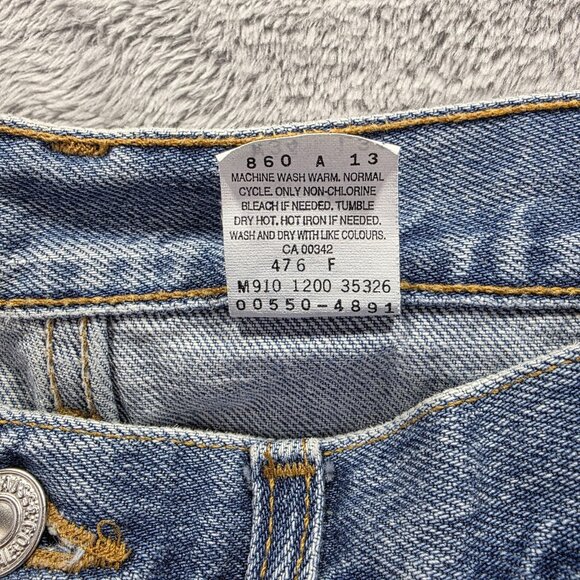 860 A 13
MACHINE WASH WARM. NORMAL
CYCLE. ONLY NON-CHLORINE
BLEACH IF NEEDED. TUMBLE
DRY HOT. HOT IRON IF NEEDED.
WASH AND DRY WITH LIKE COLOURS.
CA 00342
476 F
M910 1200 35326
00550-4891